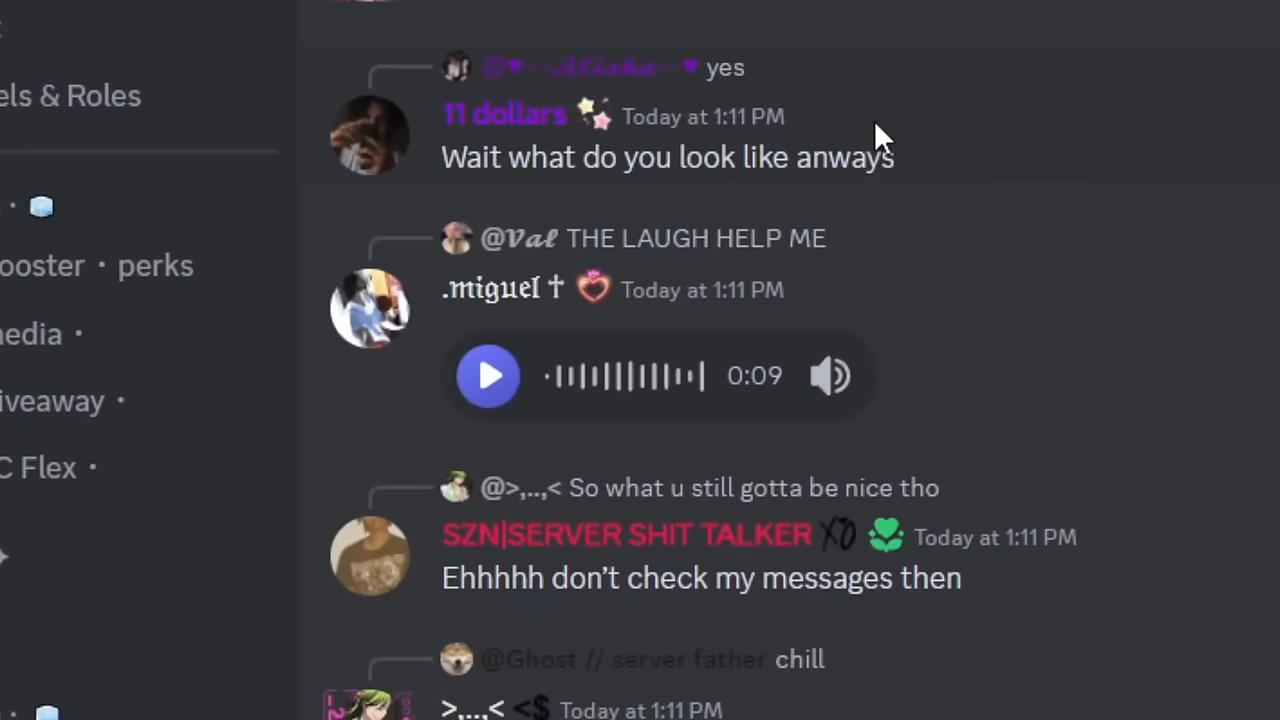 els & Roles
ooster · perks
nedia ·
iveaway ·
C Flex ·
@♥ Alisha ♥ yes
11 dollars Today at 1:11 PM
Wait what do you look like anways
@Val THE LAUGH HELP ME
.miguel † Today at 1:11 PM
0:09
@>,..,< So what u still gotta be nice tho
SZN|SERVER SHIT TALKER XO Today at 1:11 PM
Ehhhhh don't check my messages then
@Ghost // server father chill
>,..,< <$ Today at 1:11 PM